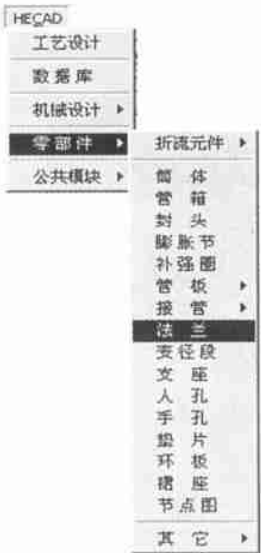 HECAD
工艺设计
数据库
机械设计
零部件
公共模块
折流元件
筒体
管箱
封头
膨胀节
补强圈
管板
接管
法兰
变径段
支座
人孔
手孔
垫片
环板
裙座
节点图
其它